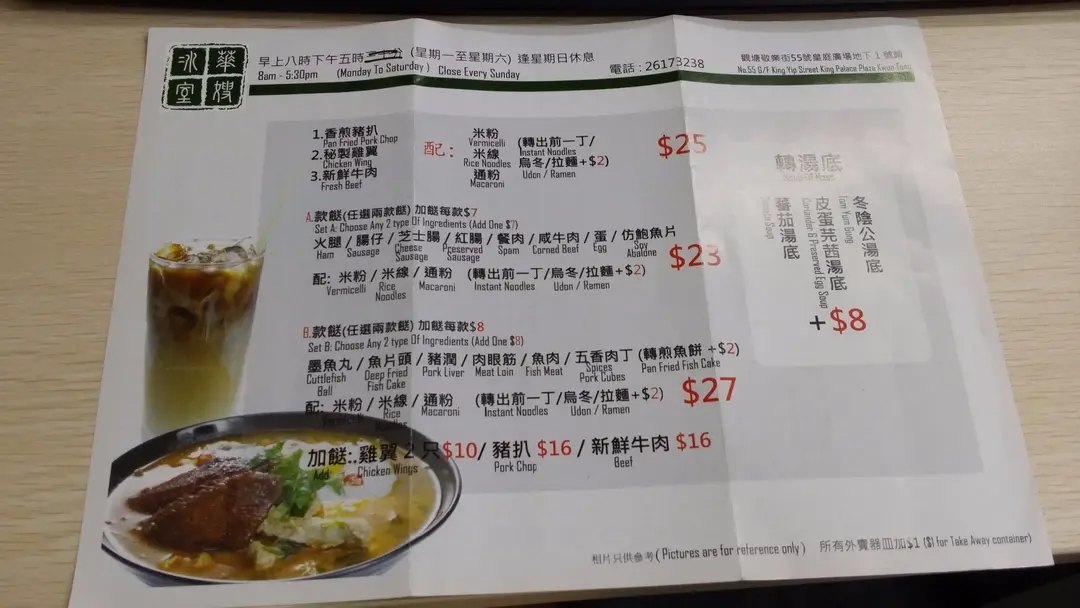 華嫂
冰室
早上八時下午五時 (星期一至星期六) 逢星期日休息
8am - 5:30pm (Monday To Saturday) Close Every Sunday
電話 : 26173238
觀塘敬業街55號皇庭廣場地下 1 號舖
No.55 G/F King Yip Street King Palace Plaza Kwun Tong
1.香煎豬扒
Pan Fried Pork Chop
2.秘製雞翼
Chicken Wing
3.新鮮牛肉
Fresh Beef
配:
米粉
Vermicelli
米線
Rice Noodles
通粉
Macaroni
(轉出前一丁/
Instant Noodles
烏冬/拉麵+$2)
Udon / Ramen
$25
A.款餸(任選兩款餸) 加餸每款$7
Set A: Choose Any 2 type Of Ingredients (Add One $7)
火腿 / 腸仔 / 芝士腸 / 紅腸 / 餐肉 / 咸牛肉 / 蛋 / 仿鮑魚片
Ham Sausage Cheese Sausage Preserved Sausage Spam Corned Beef Egg Soy Abalone
$23
配: 米粉 / 米線 / 通粉 (轉出前一丁/烏冬/拉麵+$2)
Vermicelli Rice Noodles Macaroni Instant Noodles Udon / Ramen
B.款餸(任選兩款餸) 加餸每款$8
Set B: Choose Any 2 type Of Ingredients (Add One $8)
墨魚丸 / 魚片頭 / 豬潤 / 肉眼筋 / 魚肉 / 五香肉丁 (轉煎魚餅 +$2)
Cuttlefish Ball Deep Fried Fish Cake Pork Liver Meat Loin Fish Meat Spices Pork Cubes Pan Fried Fish Cake
配: 米粉 / 米線 / 通粉 (轉出前一丁/烏冬/拉麵+$2)
Rice Macaroni Instant Noodles Udon / Ramen
$27
加餸:.雞翼 2 只$10/ 豬扒 $16 / 新鮮牛肉 $16
Add Chicken Wings Pork Chop Beef
轉湯底
冬陰公湯底
Tom Yum Gong
皮蛋芫茜湯底
Coriander & Preserved Egg Soup
蕃茄湯底
+$8
相片只供參考 ( Pictures are for reference only )
所有外賣器皿加$1 ($1 for Take Away container)